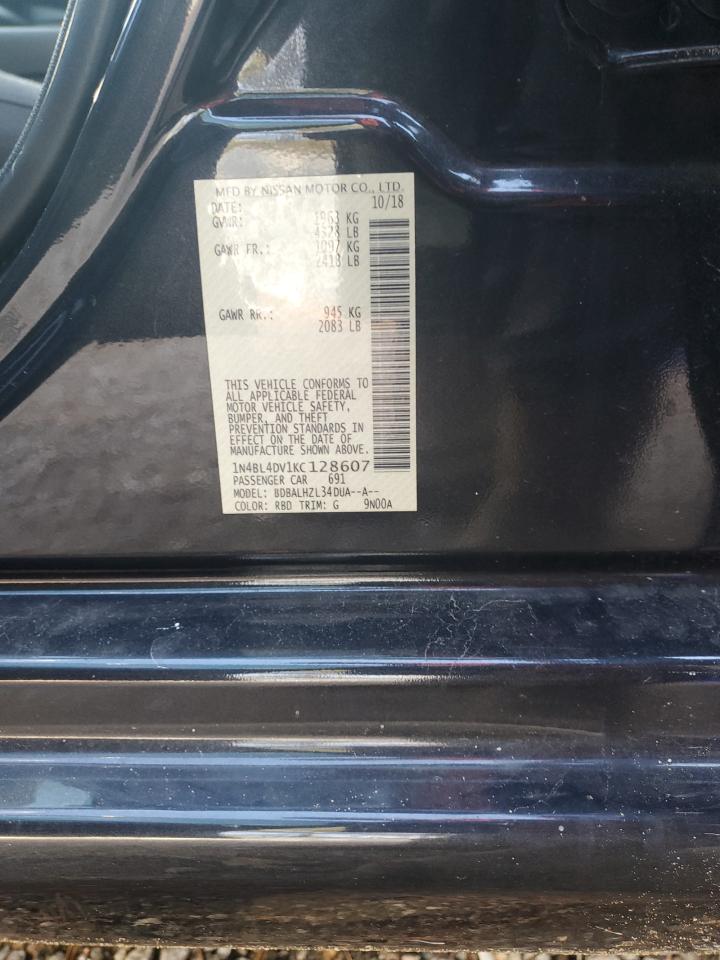 MFD BY NISSAN MOTOR CO., LTD.
DATE: 10/18
GVWR: 1963 KG
4328 LB
GAWR FR.: 1097 KG
2418 LB
GAWR RR.: 945 KG
2083 LB
THIS VEHICLE CONFORMS TO
ALL APPLICABLE FEDERAL
MOTOR VEHICLE SAFETY,
BUMPER, AND THEFT
PREVENTION STANDARDS IN
EFFECT ON THE DATE OF
MANUFACTURE SHOWN ABOVE.
1N4BL4DV1KC128607
PASSENGER CAR 691
MODEL: BDBALHZL34DUA--A--
COLOR: RBD TRIM: G 9N00A